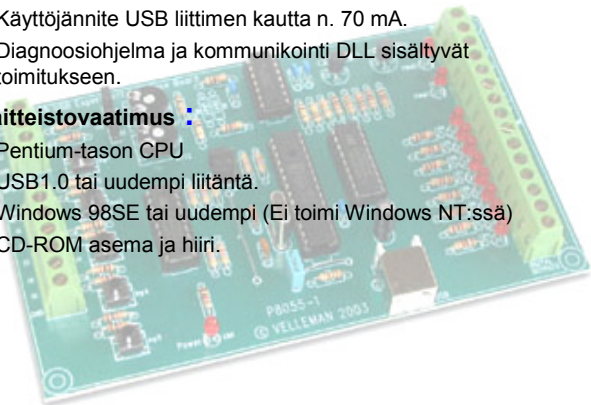 Käyttöjännite USB liittimen kautta n. 70 mA.
Diagnoosiohjelma ja kommunikointi DLL sisältyvät
toimitukseen.
aitteistovaatimus :
Pentium-tason CPU
USB1.0 tai uudempi liitäntä.
Windows 98SE tai uudempi (Ei toimi Windows NT:ssä)
CD-ROM asema ja hiiri.
P8055-1
© VELLEMAN 2003
Power